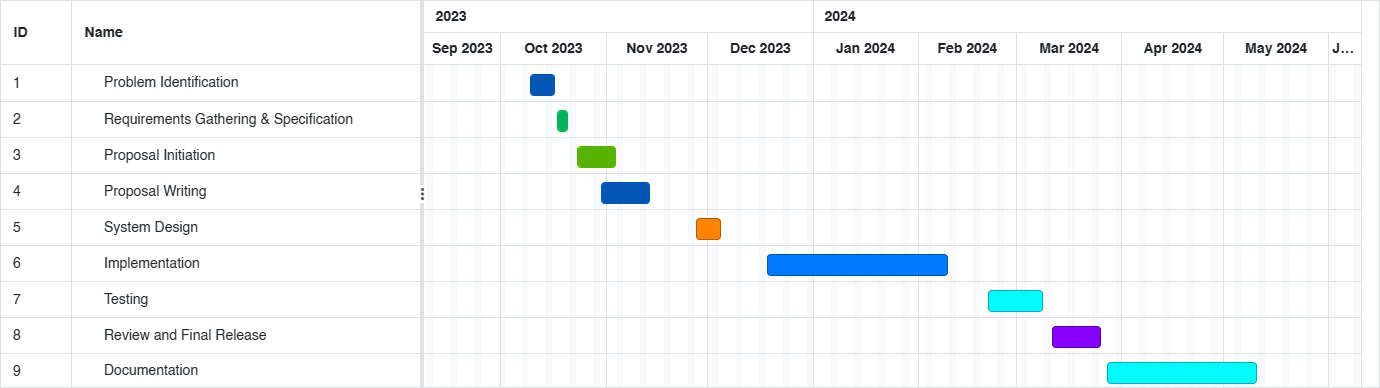 ID Name 2023 2024
Sep 2023 Oct 2023 Nov 2023 Dec 2023 Jan 2024 Feb 2024 Mar 2024 Apr 2024 May 2024 J...
1 Problem Identification
2 Requirements Gathering & Specification
3 Proposal Initiation
4 Proposal Writing
5 System Design
6 Implementation
7 Testing
8 Review and Final Release
9 Documentation